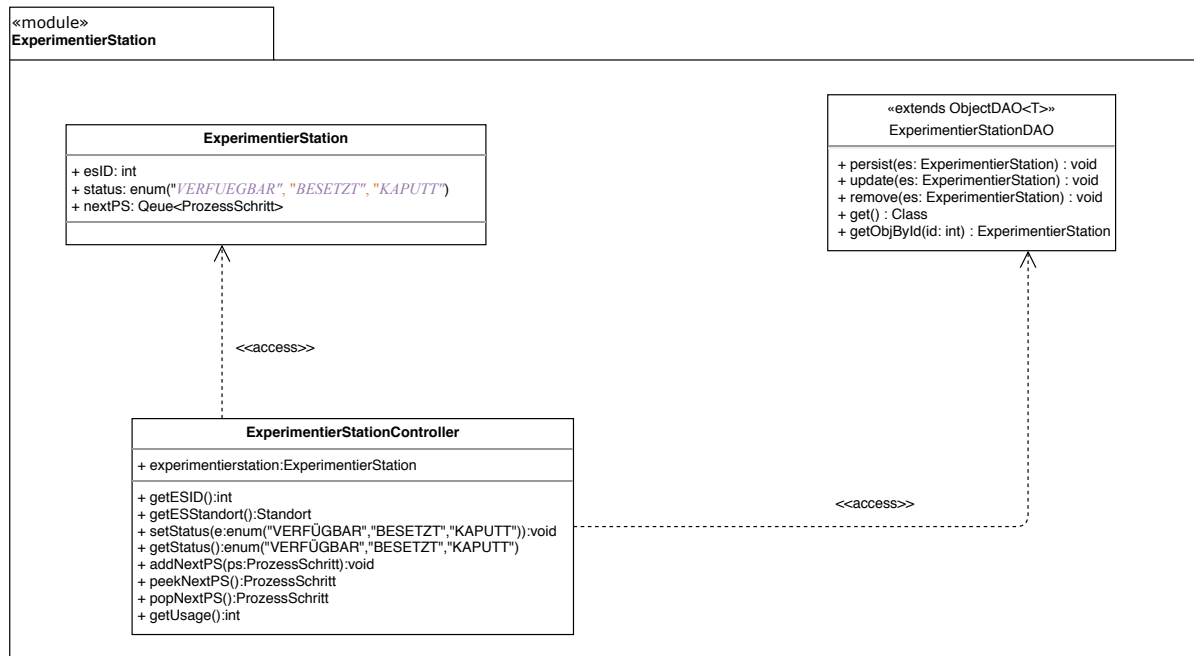 «module»
ExperimentierStation
ExperimentierStation
+ esID: int
+ status: enum("VERFUEGBAR", "BESETZT", "KAPUTT")
+ nextPS: Qeue<ProzessSchritt>
«extends ObjectDAO<T>»
ExperimentierStationDAO
+ persist(es: ExperimentierStation) : void
+ update(es: ExperimentierStation) : void
+ remove(es: ExperimentierStation) : void
+ get() : Class
+ getObjById(id: int) : ExperimentierStation
<<access>>
ExperimentierStationController
+ experimentierstation:ExperimentierStation
+ getESID():int
+ getESStandort():Standort
+ setStatus(e:enum("VERFÜGBAR","BESETZT","KAPUTT")):void
+ getStatus():enum("VERFÜGBAR","BESETZT","KAPUTT")
+ addNextPS(ps:ProzessSchritt):void
+ peekNextPS():ProzessSchritt
+ popNextPS():ProzessSchritt
+ getUsage():int
<<access>>